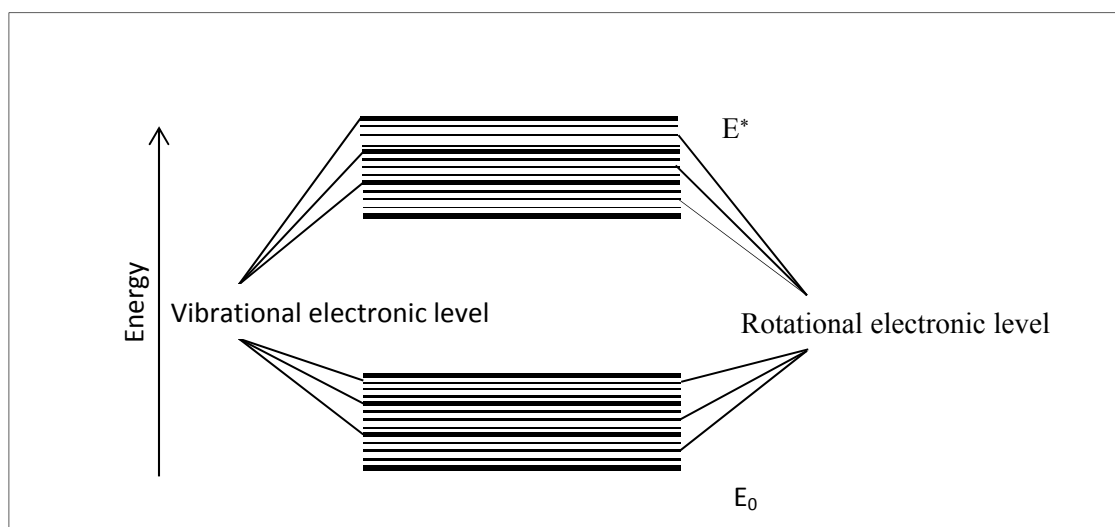 E*
Energy
Vibrational electronic level
Rotational electronic level
E₀